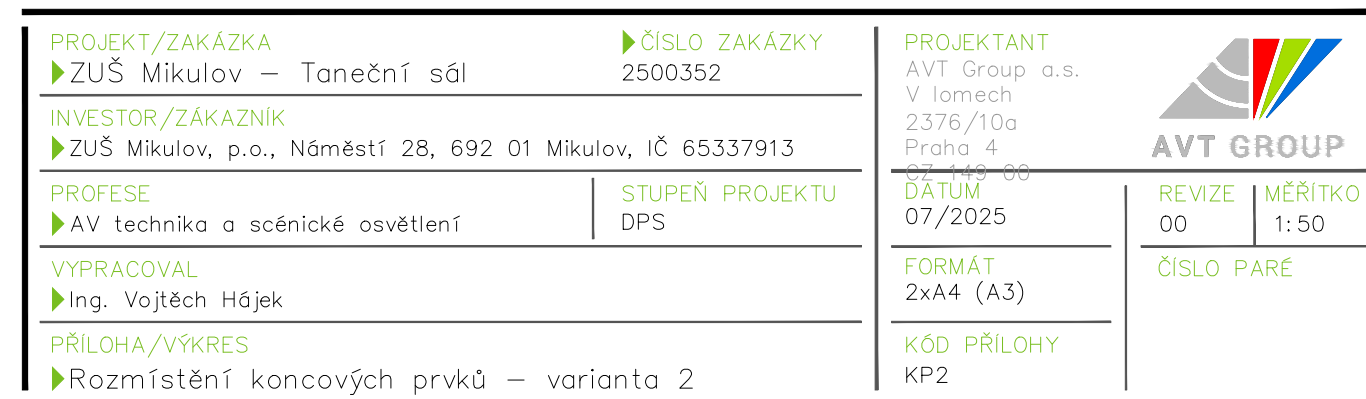 PROJEKT/ZAKÁZKA
ZUŠ Mikulov – Taneční sál
ČÍSLO ZAKÁZKY
2500352
INVESTOR/ZÁKAZNÍK
ZUŠ Mikulov, p.o., Náměstí 28, 692 01 Mikulov, IČ 65337913
PROFESE
AV technika a scénické osvětlení
STUPEŇ PROJEKTU
DPS
VYPRACOVAL
Ing. Vojtěch Hájek
PŘÍLOHA/VÝKRES
Rozmístění koncových prvků – varianta 2
PROJEKTANT
AVT Group a.s.
V lomech
2376/10a
Praha 4
CZ 149 00
AVT GROUP
DATUM
07/2025
REVIZE
00
MĚŘÍTKO
1:50
FORMÁT
2xA4 (A3)
ČÍSLO PARÉ
KÓD PŘÍLOHY
KP2